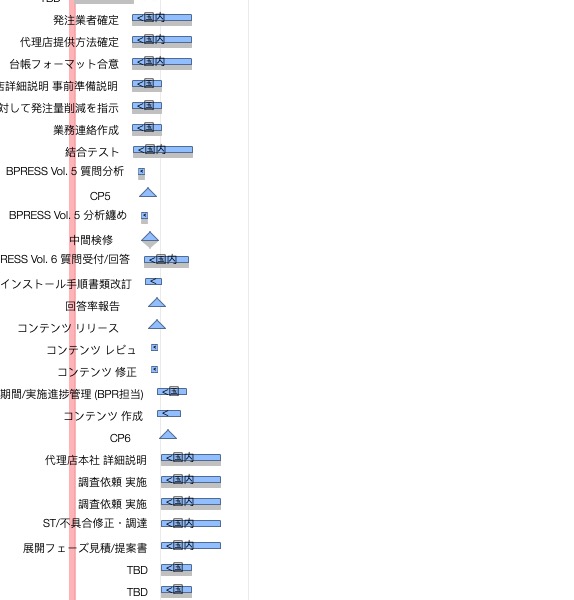 TBD
発注業者確定 <国内
代理店提供方法確定 <国内
台帳フォーマット合意 <国内
店詳細説明 事前準備説明 <国
対して発注量削減を指示 <国
業務連絡作成 <国
結合テスト <国内
BPRESS Vol. 5 質問分析
CP5
BPRESS Vol. 5 分析纏め
中間検修
RESS Vol. 6 質問受付/回答 <国内
インストール手順書類改訂 <
回答率報告
コンテンツ リリース
コンテンツ レビュ
コンテンツ 修正
期間/実施進捗管理 (BPR担当) <国
コンテンツ 作成 <
CP6
代理店本社 詳細説明 <国内
調査依頼 実施 <国内
調査依頼 実施 <国内
ST/不具合修正・調達 <国内
展開フェーズ見積/提案書 <国内
TBD <国
TBD <国